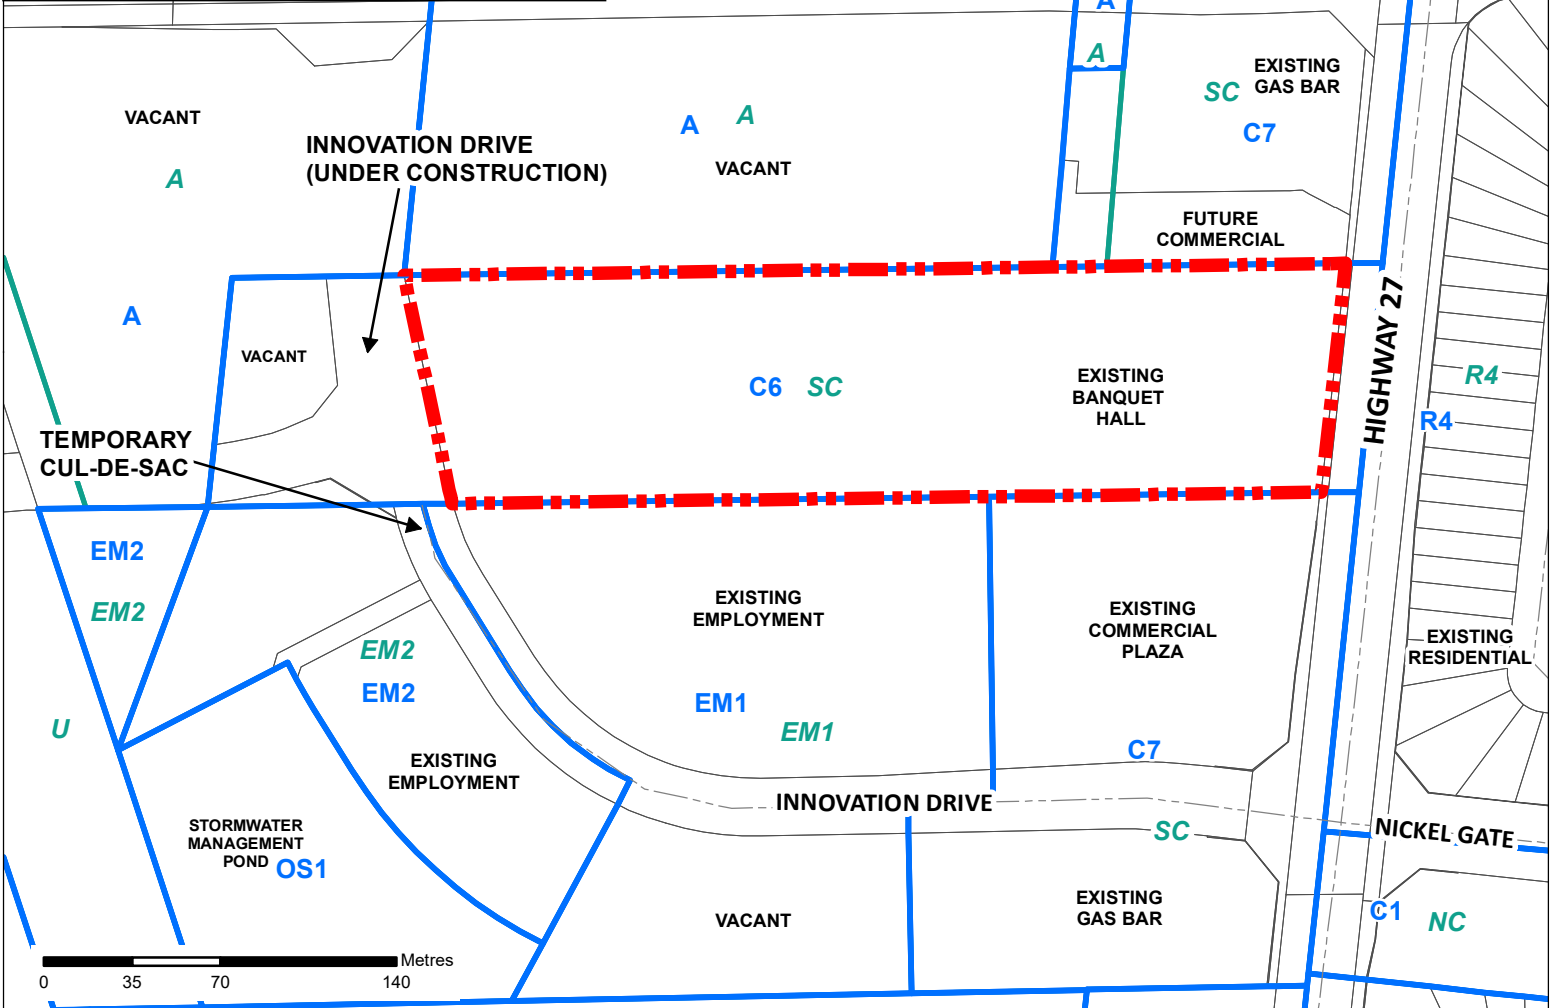 A
A
EXISTING
GAS BAR
SC
C7
VACANT
A
A
A
VACANT
INNOVATION DRIVE
(UNDER CONSTRUCTION)
FUTURE
COMMERCIAL
A
VACANT
HIGHWAY 27
C6 SC
EXISTING
BANQUET
HALL
R4
R4
TEMPORARY
CUL-DE-SAC
EM2
EM2
EXISTING
EMPLOYMENT
EXISTING
COMMERCIAL
PLAZA
EXISTING
RESIDENTIAL
EM2
EM2
EM1
EM1
U
C7
EXISTING
EMPLOYMENT
INNOVATION DRIVE
SC
NICKEL GATE
STORMWATER
MANAGEMENT
POND
OS1
VACANT
EXISTING
GAS BAR
C1
NC
Metres
0 35 70 140